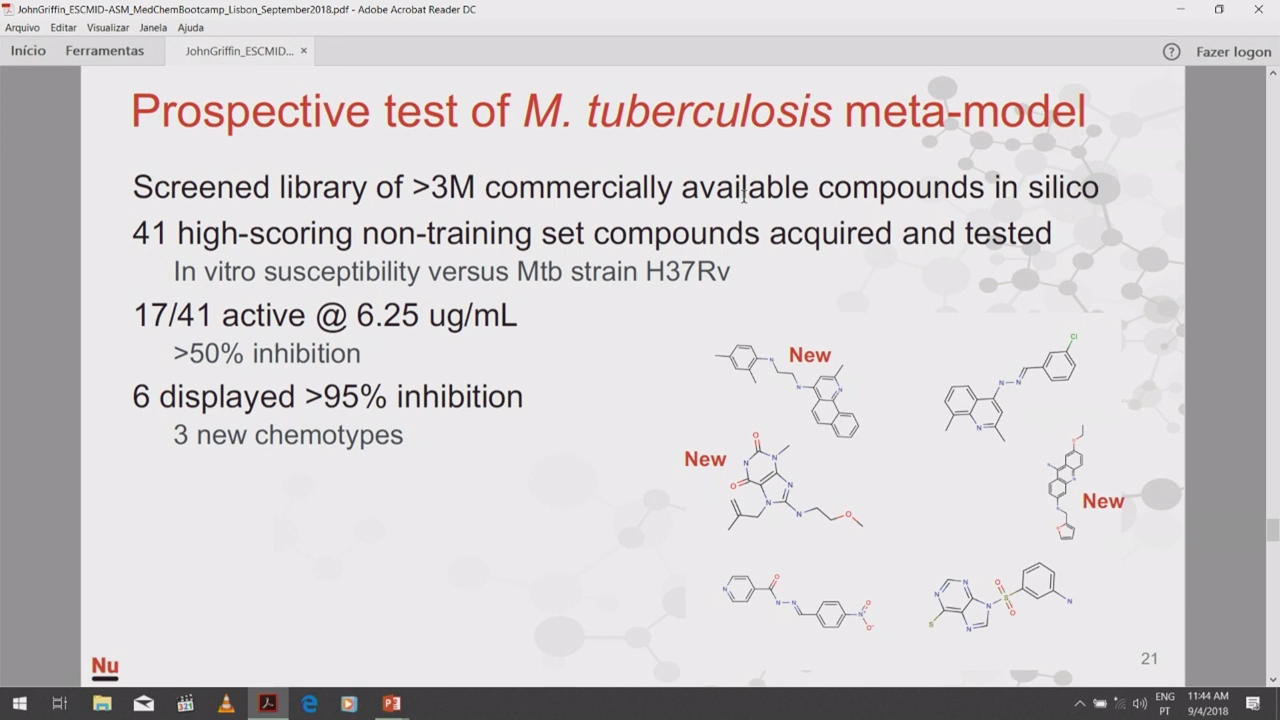 JohnGriffin_ESCMID-ASM_MedChemBootcamp_Lisbon_September2018.pdf - Adobe Acrobat Reader DC
Arquivo Editar Visualizar Janela Ajuda
Início Ferramentas JohnGriffin_ESCMID... × ? Fazer logon
Prospective test of M. tuberculosis meta-model
Screened library of >3M commercially available compounds in silico
41 high-scoring non-training set compounds acquired and tested
In vitro susceptibility versus Mtb strain H37Rv
17/41 active @ 6.25 ug/mL
>50% inhibition
6 displayed >95% inhibition
3 new chemotypes
New
New
New
Nu
21
ENG
PT
11:44 AM
9/4/2018